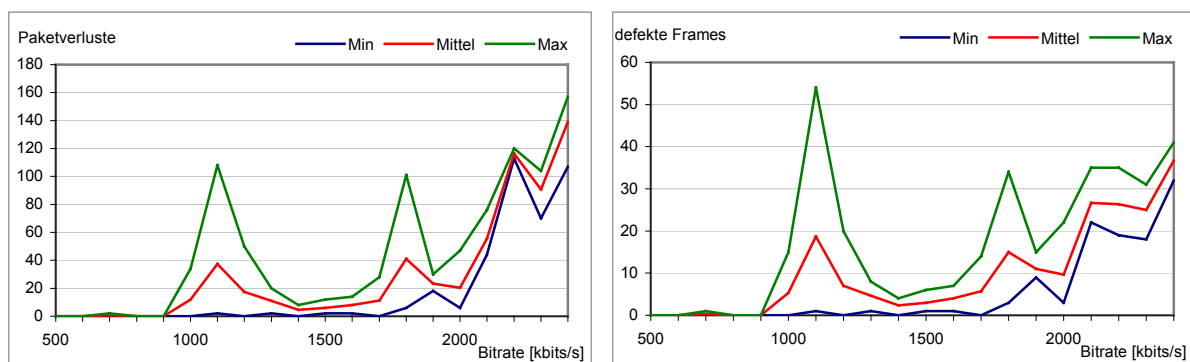 Paketverluste
Min Mittel Max
180
160
140
120
100
80
60
40
20
0
500 1000 1500 2000
Bitrate [kbits/s]
defekte Frames
Min Mittel Max
60
50
40
30
20
10
0
500 1000 1500 2000
Bitrate [kbits/s]